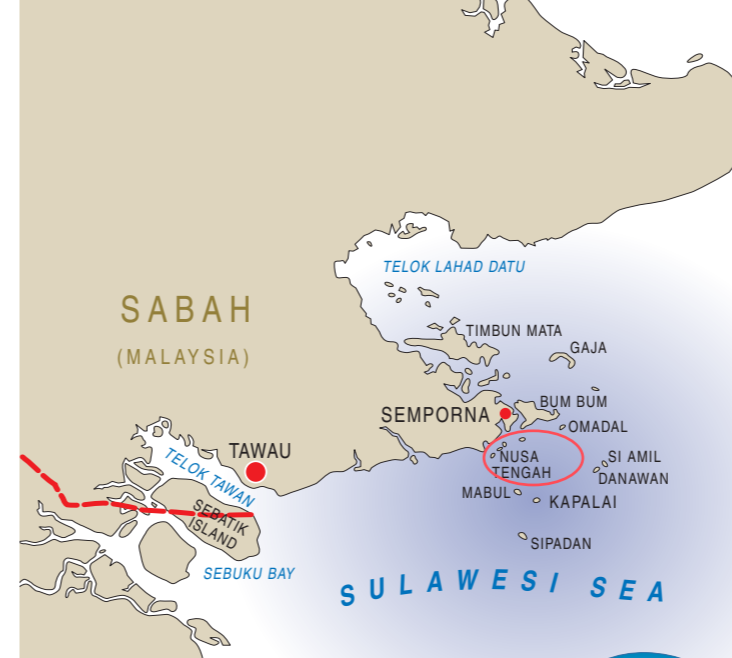 TELOK LAHAD DATU
SABAH
(MALAYSIA)
TIMBUN MATA
GAJA
BUM BUM
SEMPORNA
OMADAL
TAWAU
TELOK TAWAN
NUSA
TENGAH
SI AMIL
DANAWAN
MABUL
KAPALAI
SEBATIK
ISLAND
SIPADAN
SEBUKU BAY
SULAWESI SEA